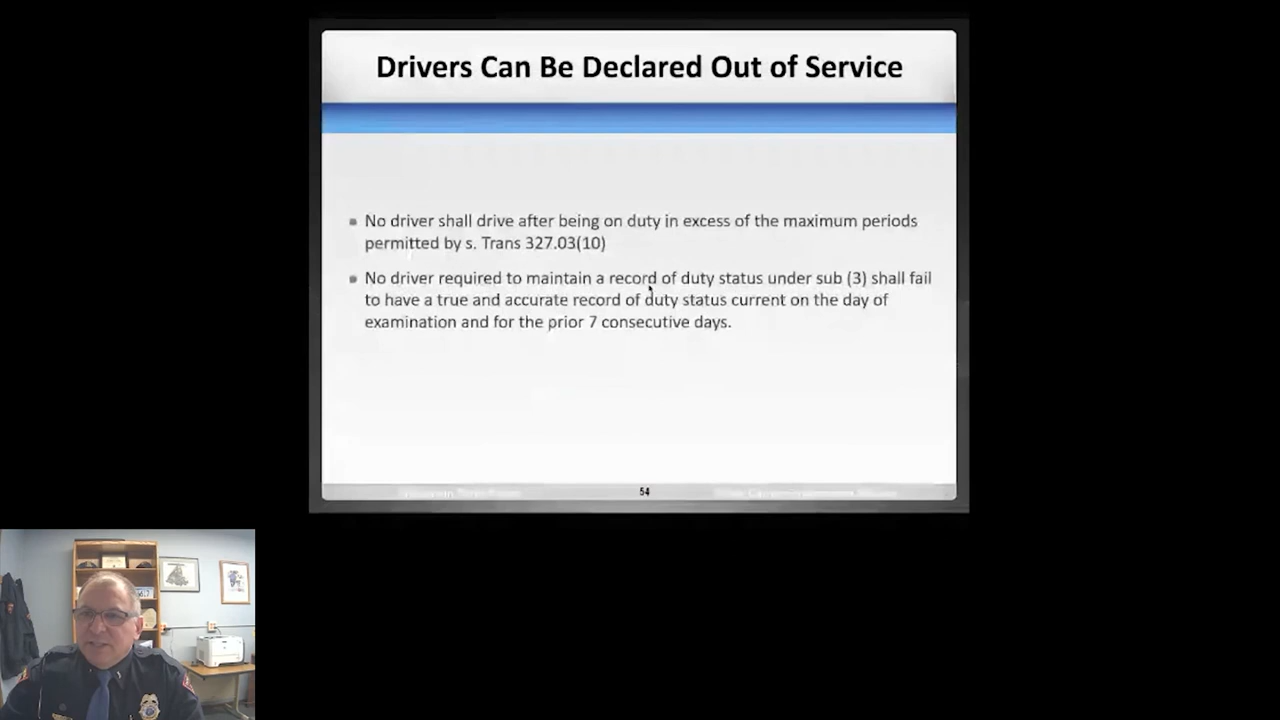 Drivers Can Be Declared Out of Service
No driver shall drive after being on duty in excess of the maximum periods
permitted by s. Trans 327.03(10)
No driver required to maintain a record of duty status under sub (3) shall fail
to have a true and accurate record of duty status current on the day of
examination and for the prior 7 consecutive days.
54